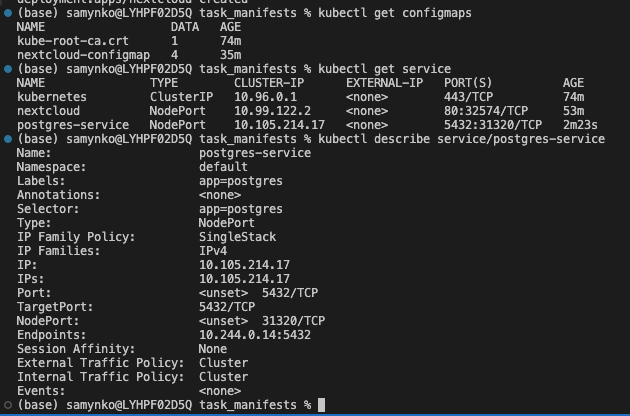 deployment.apps/nextcloud created
(base) samynko@LYHPF02D5Q task_manifests % kubectl get configmaps
NAME DATA AGE
kube-root-ca.crt 1 74m
nextcloud-configmap 4 35m
(base) samynko@LYHPF02D5Q task_manifests % kubectl get service
NAME TYPE CLUSTER-IP EXTERNAL-IP PORT(S) AGE
kubernetes ClusterIP 10.96.0.1 <none> 443/TCP 74m
nextcloud NodePort 10.99.122.2 <none> 80:32574/TCP 53m
postgres-service NodePort 10.105.214.17 <none> 5432:31320/TCP 2m23s
(base) samynko@LYHPF02D5Q task_manifests % kubectl describe service/postgres-service
Name: postgres-service
Namespace: default
Labels: app=postgres
Annotations: <none>
Selector: app=postgres
Type: NodePort
IP Family Policy: SingleStack
IP Families: IPv4
IP: 10.105.214.17
IPs: 10.105.214.17
Port: <unset> 5432/TCP
TargetPort: 5432/TCP
NodePort: <unset> 31320/TCP
Endpoints: 10.244.0.14:5432
Session Affinity: None
External Traffic Policy: Cluster
Internal Traffic Policy: Cluster
Events: <none>
(base) samynko@LYHPF02D5Q task_manifests %